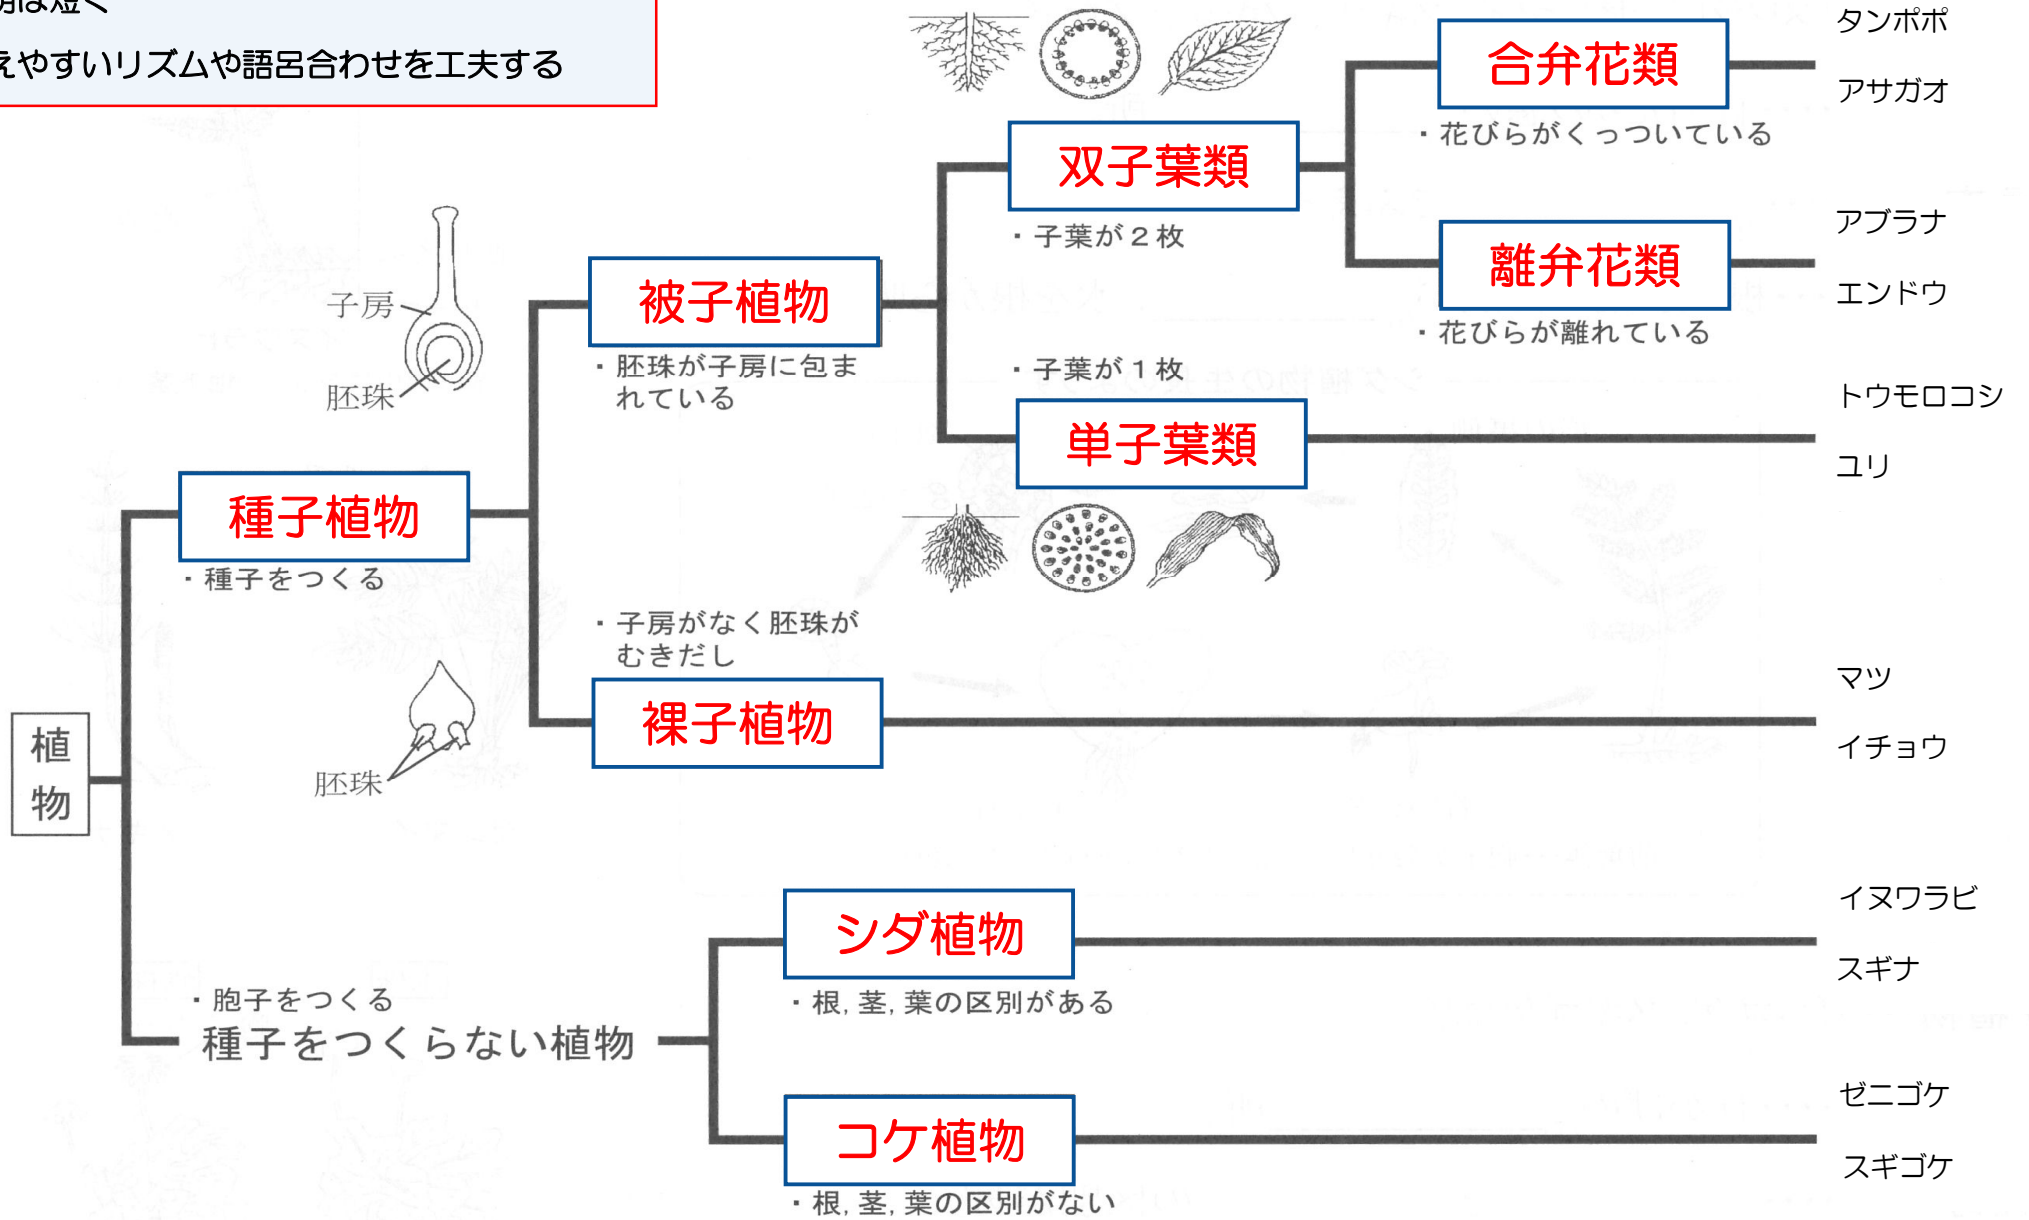 は短く
えやすいリズムや語呂合わせを工夫する
タンポポ
合弁花類
アサガオ
・花びらがくっついている
双子葉類
・子葉が２枚
アブラナ
離弁花類
エンドウ
・花びらが離れている
子房
被子植物
胚珠
・胚珠が子房に包ま
れている
・子葉が１枚
トウモロコシ
単子葉類
ユリ
種子植物
・種子をつくる
・子房がなく胚珠が
むきだし
マツ
裸子植物
イチョウ
胚珠
植
物
イヌワラビ
シダ植物
スギナ
・根,茎,葉の区別がある
・胞子をつくる
種子をつくらない植物
ゼニゴケ
コケ植物
スギゴケ
・根,茎,葉の区別がない